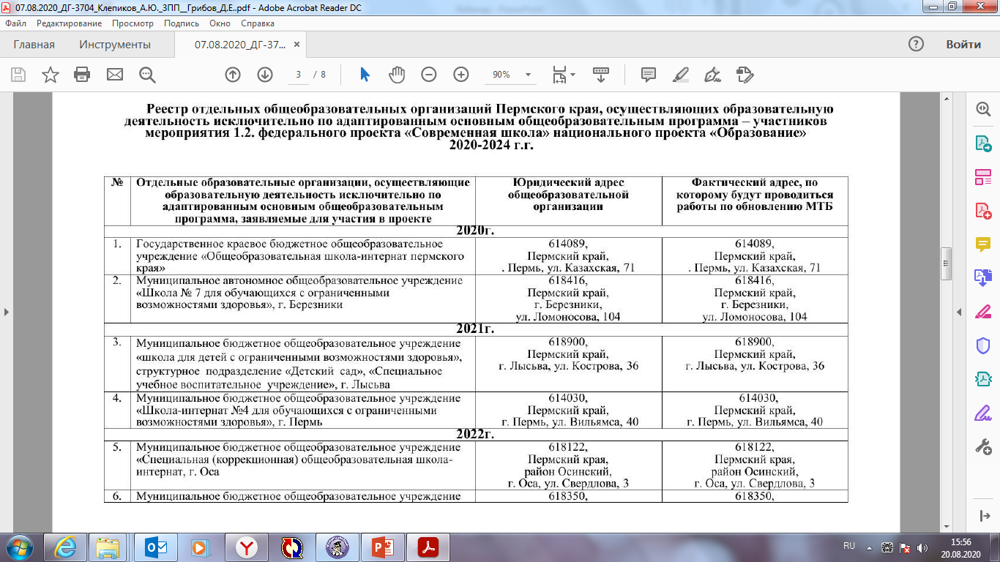 07.08.2020_ДГ-3704_Клепиков_А.Ю._ЗПП__Грибов_Д.Е..pdf - Adobe Acrobat Reader DC
Файл Редактирование Просмотр Подпись Окно Справка
Главная Инструменты 07.08.2020_ДГ-37... × Войти
3 / 8 90%
Реестр отдельных общеобразовательных организаций Пермского края, осуществляющих образовательную
деятельность исключительно по адаптированным основным общеобразовательным программа – участников
мероприятия 1.2. федерального проекта «Современная школа» национального проекта «Образование»
2020-2024 г.г.
№
Отдельные образовательные организации, осуществляющие
образовательную деятельность исключительно по
адаптированным основным общеобразовательным
программа, заявляемые для участия в проекте
Юридический адрес
общеобразовательной
организации
Фактический адрес, по
которому будут проводиться
работы по обновлению МТБ
2020г.
1.
Государственное краевое бюджетное общеобразовательное
учреждение «Общеобразовательная школа-интернат пермского
края»
614089,
Пермский край,
. Пермь, ул. Казахская, 71
614089,
Пермский край,
. Пермь, ул. Казахская, 71
2.
Муниципальное автономное общеобразовательное учреждение
«Школа № 7 для обучающихся с ограниченными
возможностями здоровья», г. Березники
618416,
Пермский край,
г. Березники,
ул. Ломоносова, 104
618416,
Пермский край,
г. Березники,
ул. Ломоносова, 104
2021г.
3.
Муниципальное бюджетное общеобразовательное учреждение
«школа для детей с ограниченными возможностями здоровья»,
структурное подразделение «Детский сад», «Специальное
учебное воспитательное учреждение», г. Лысьва
618900,
Пермский край,
г. Лысьва, ул. Кострова, 36
618900,
Пермский край,
г. Лысьва, ул. Кострова, 36
4.
Муниципальное бюджетное общеобразовательное учреждение
«Школа-интернат №4 для обучающихся с ограниченными
возможностями здоровья», г. Пермь
614030,
Пермский край,
г. Пермь, ул. Вильямса, 40
614030,
Пермский край,
г. Пермь, ул. Вильямса, 40
2022г.
5.
Муниципальное бюджетное общеобразовательное учреждение
«Специальная (коррекционная) общеобразовательная школа-
интернат, г. Оса
618122,
Пермский края,
район Осинский,
г. Оса, ул. Свердлова, 3
618122,
Пермский края,
район Осинский,
г. Оса, ул. Свердлова, 3
6.
Муниципальное бюджетное общеобразовательное учреждение
618350,
618350,
RU
15:56
20.08.2020